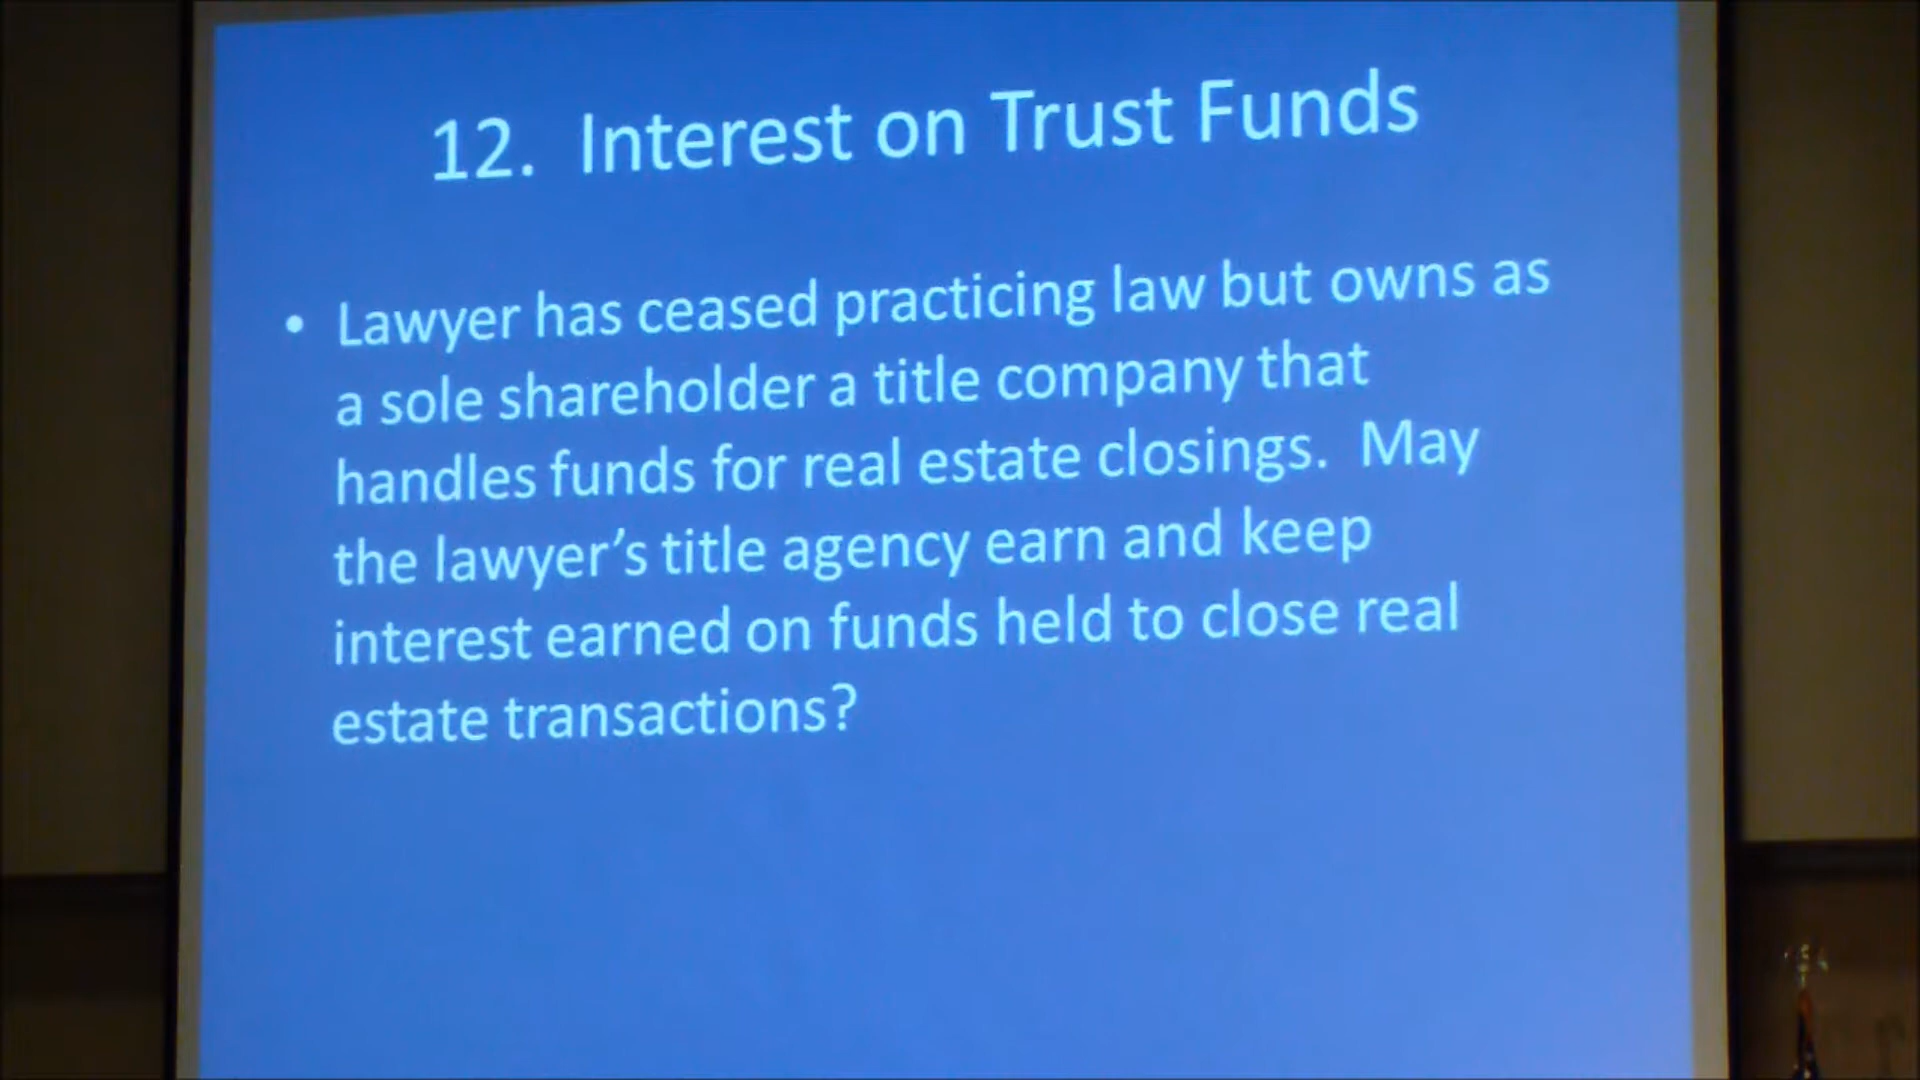 12. Interest on Trust Funds
• Lawyer has ceased practicing law but owns as
a sole shareholder a title company that
handles funds for real estate closings. May
the lawyer's title agency earn and keep
interest earned on funds held to close real
estate transactions?